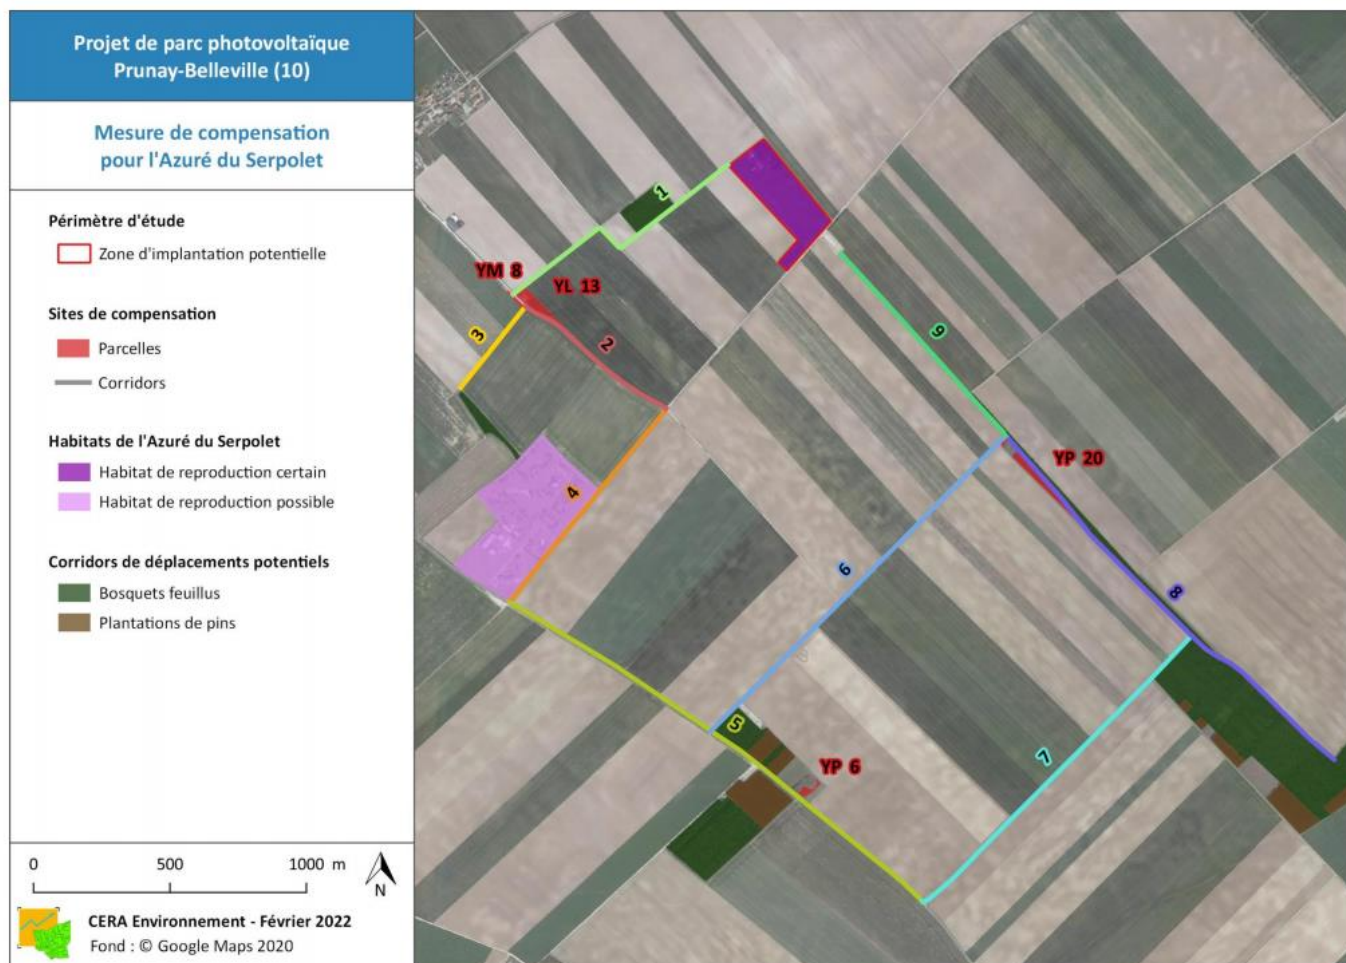 Projet de parc photovoltaïque
Prunay-Belleville (10)
Mesure de compensation
pour l'Azuré du Serpolet
Périmètre d'étude
Zone d'implantation potentielle
Sites de compensation
Parcelles
Corridors
Habitats de l'Azuré du Serpolet
Habitat de reproduction certain
Habitat de reproduction possible
Corridors de déplacements potentiels
Bosquets feuillus
Plantations de pins
0 500 1000 m
N
CERA Environnement - Février 2022
Fond : © Google Maps 2020
1
YM 8
YL 13
3
2
9
4
YP 20
6
8
5
YP 6
7